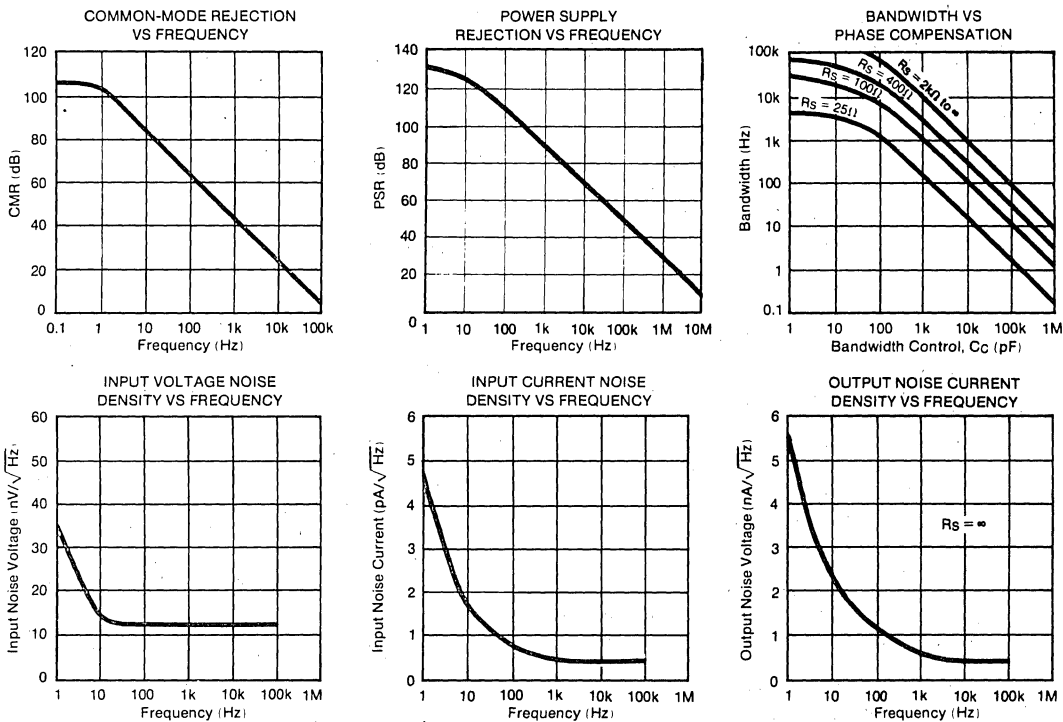 COMMON-MODE REJECTION
VS FREQUENCY
CMR (dB)
120
100
80
60
40
20
0
0.1 1 10 100 1k 10k 100k
Frequency (Hz)
POWER SUPPLY
REJECTION VS FREQUENCY
PSR (dB)
140
120
100
80
60
40
20
0
1 10 100 1k 10k 100k 10M 1M
Frequency (Hz)
BANDWIDTH VS
PHASE COMPENSATION
Bandwidth (Hz)
100k
10k
1k
100
10
1
0.1
RS = 2kΩ to ∞
RS = 400Ω
RS = 100Ω
RS = 25Ω
1 10 100 1k 10k 100k 1M
Bandwidth Control, CC (pF)
INPUT VOLTAGE NOISE
DENSITY VS FREQUENCY
Input Noise Voltage (nV/√Hz)
60
50
40
30
20
10
0
1 10 100 1k 10k 100k 1M
Frequency (Hz)
INPUT CURRENT NOISE
DENSITY VS FREQUENCY
Input Noise Current (pA/√Hz)
6
5
4
3
2
1
0
1 10 100 1k 10k 100k 1M
Frequency (Hz)
OUTPUT NOISE CURRENT
DENSITY VS FREQUENCY
Output Noise Voltage (nA/√Hz)
6
5
4
3
2
1
0
RS = ∞
1 10 100 1k 10k 100k 1M
Frequency (Hz)